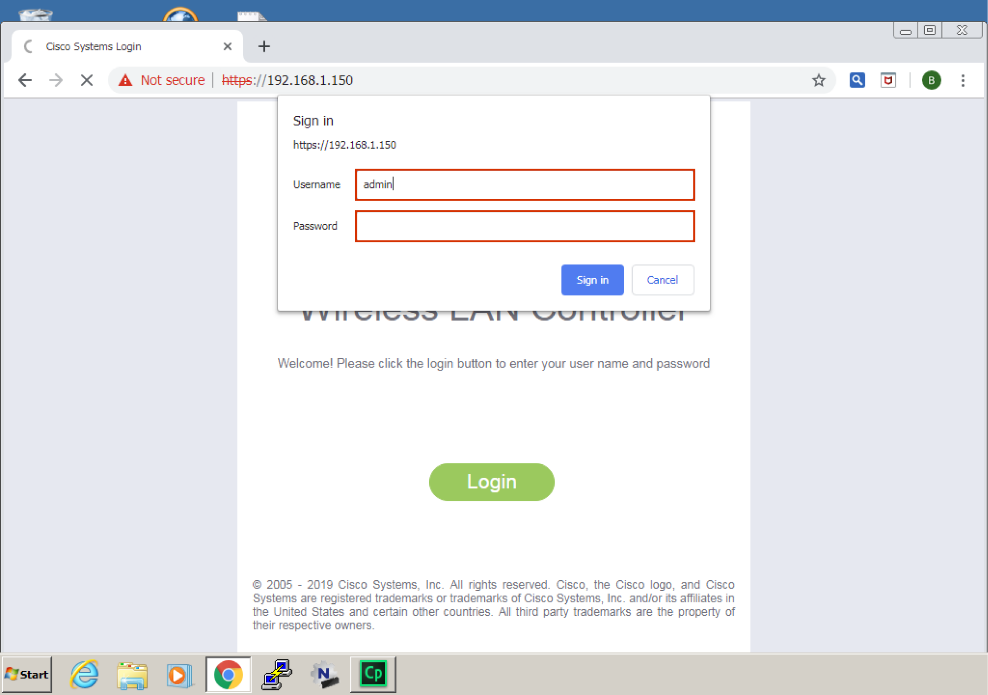 Cisco Systems Login
Not secure
https://192.168.1.150
B
Sign in
https://192.168.1.150
Username
admin
Password
Sign in
Cancel
Wireless LAN Controller
Welcome! Please click the login button to enter your user name and password
Login
© 2005 - 2019 Cisco Systems, Inc. All rights reserved. Cisco, the Cisco logo, and Cisco
Systems are registered trademarks or trademarks of Cisco Systems, Inc. and/or its affiliates in
the United States and certain other countries. All third party trademarks are the property of
their respective owners.
Start
N
Cp